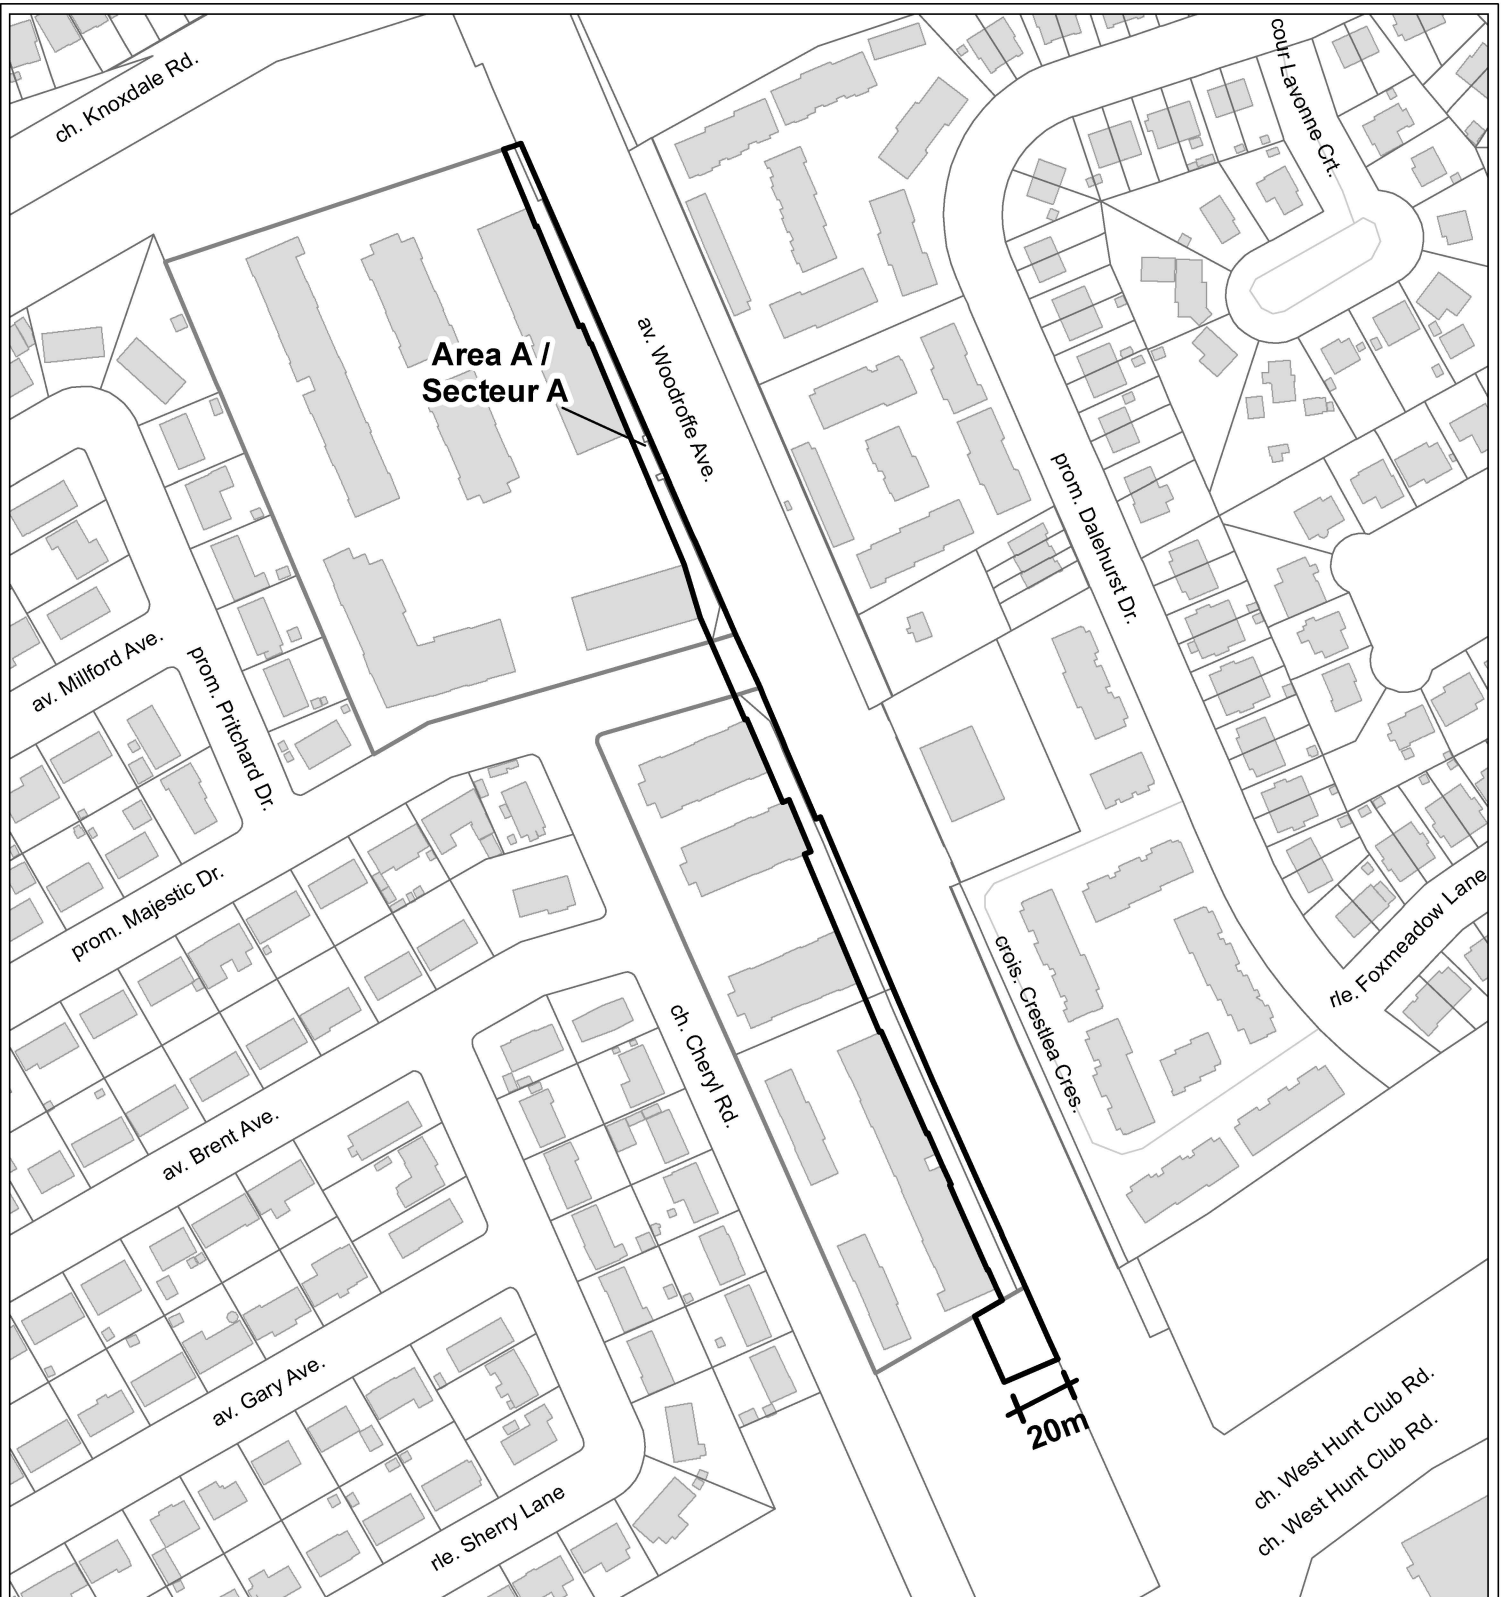 ch. Knoxdale Rd.
cour Lavonne Crt.
Area A /
Secteur A
av. Woodroffe Ave.
prom. Dalehurst Dr.
av. Millford Ave.
prom. Pritchard Dr.
prom. Majestic Dr.
rle. Foxmeadow Lane
crois. Crestlea Cres.
ch. Cheryl Rd.
av. Brent Ave.
av. Gary Ave.
20m
ch. West Hunt Club Rd.
ch. West Hunt Club Rd.
rle. Sherry Lane